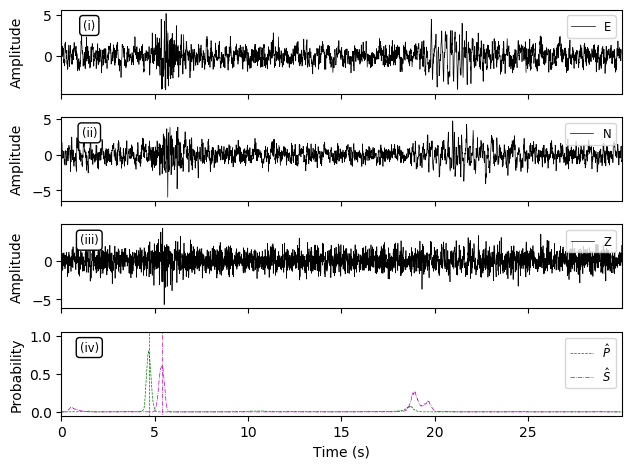 5
0
Amplitude
(i)
E
5
0
−5
Amplitude
(ii)
N
0
−5
Amplitude
(iii)
Z
1.0
0.5
0.0
Probability
(iv)
P̂
Ŝ
0 5 10 15 20 25
Time (s)